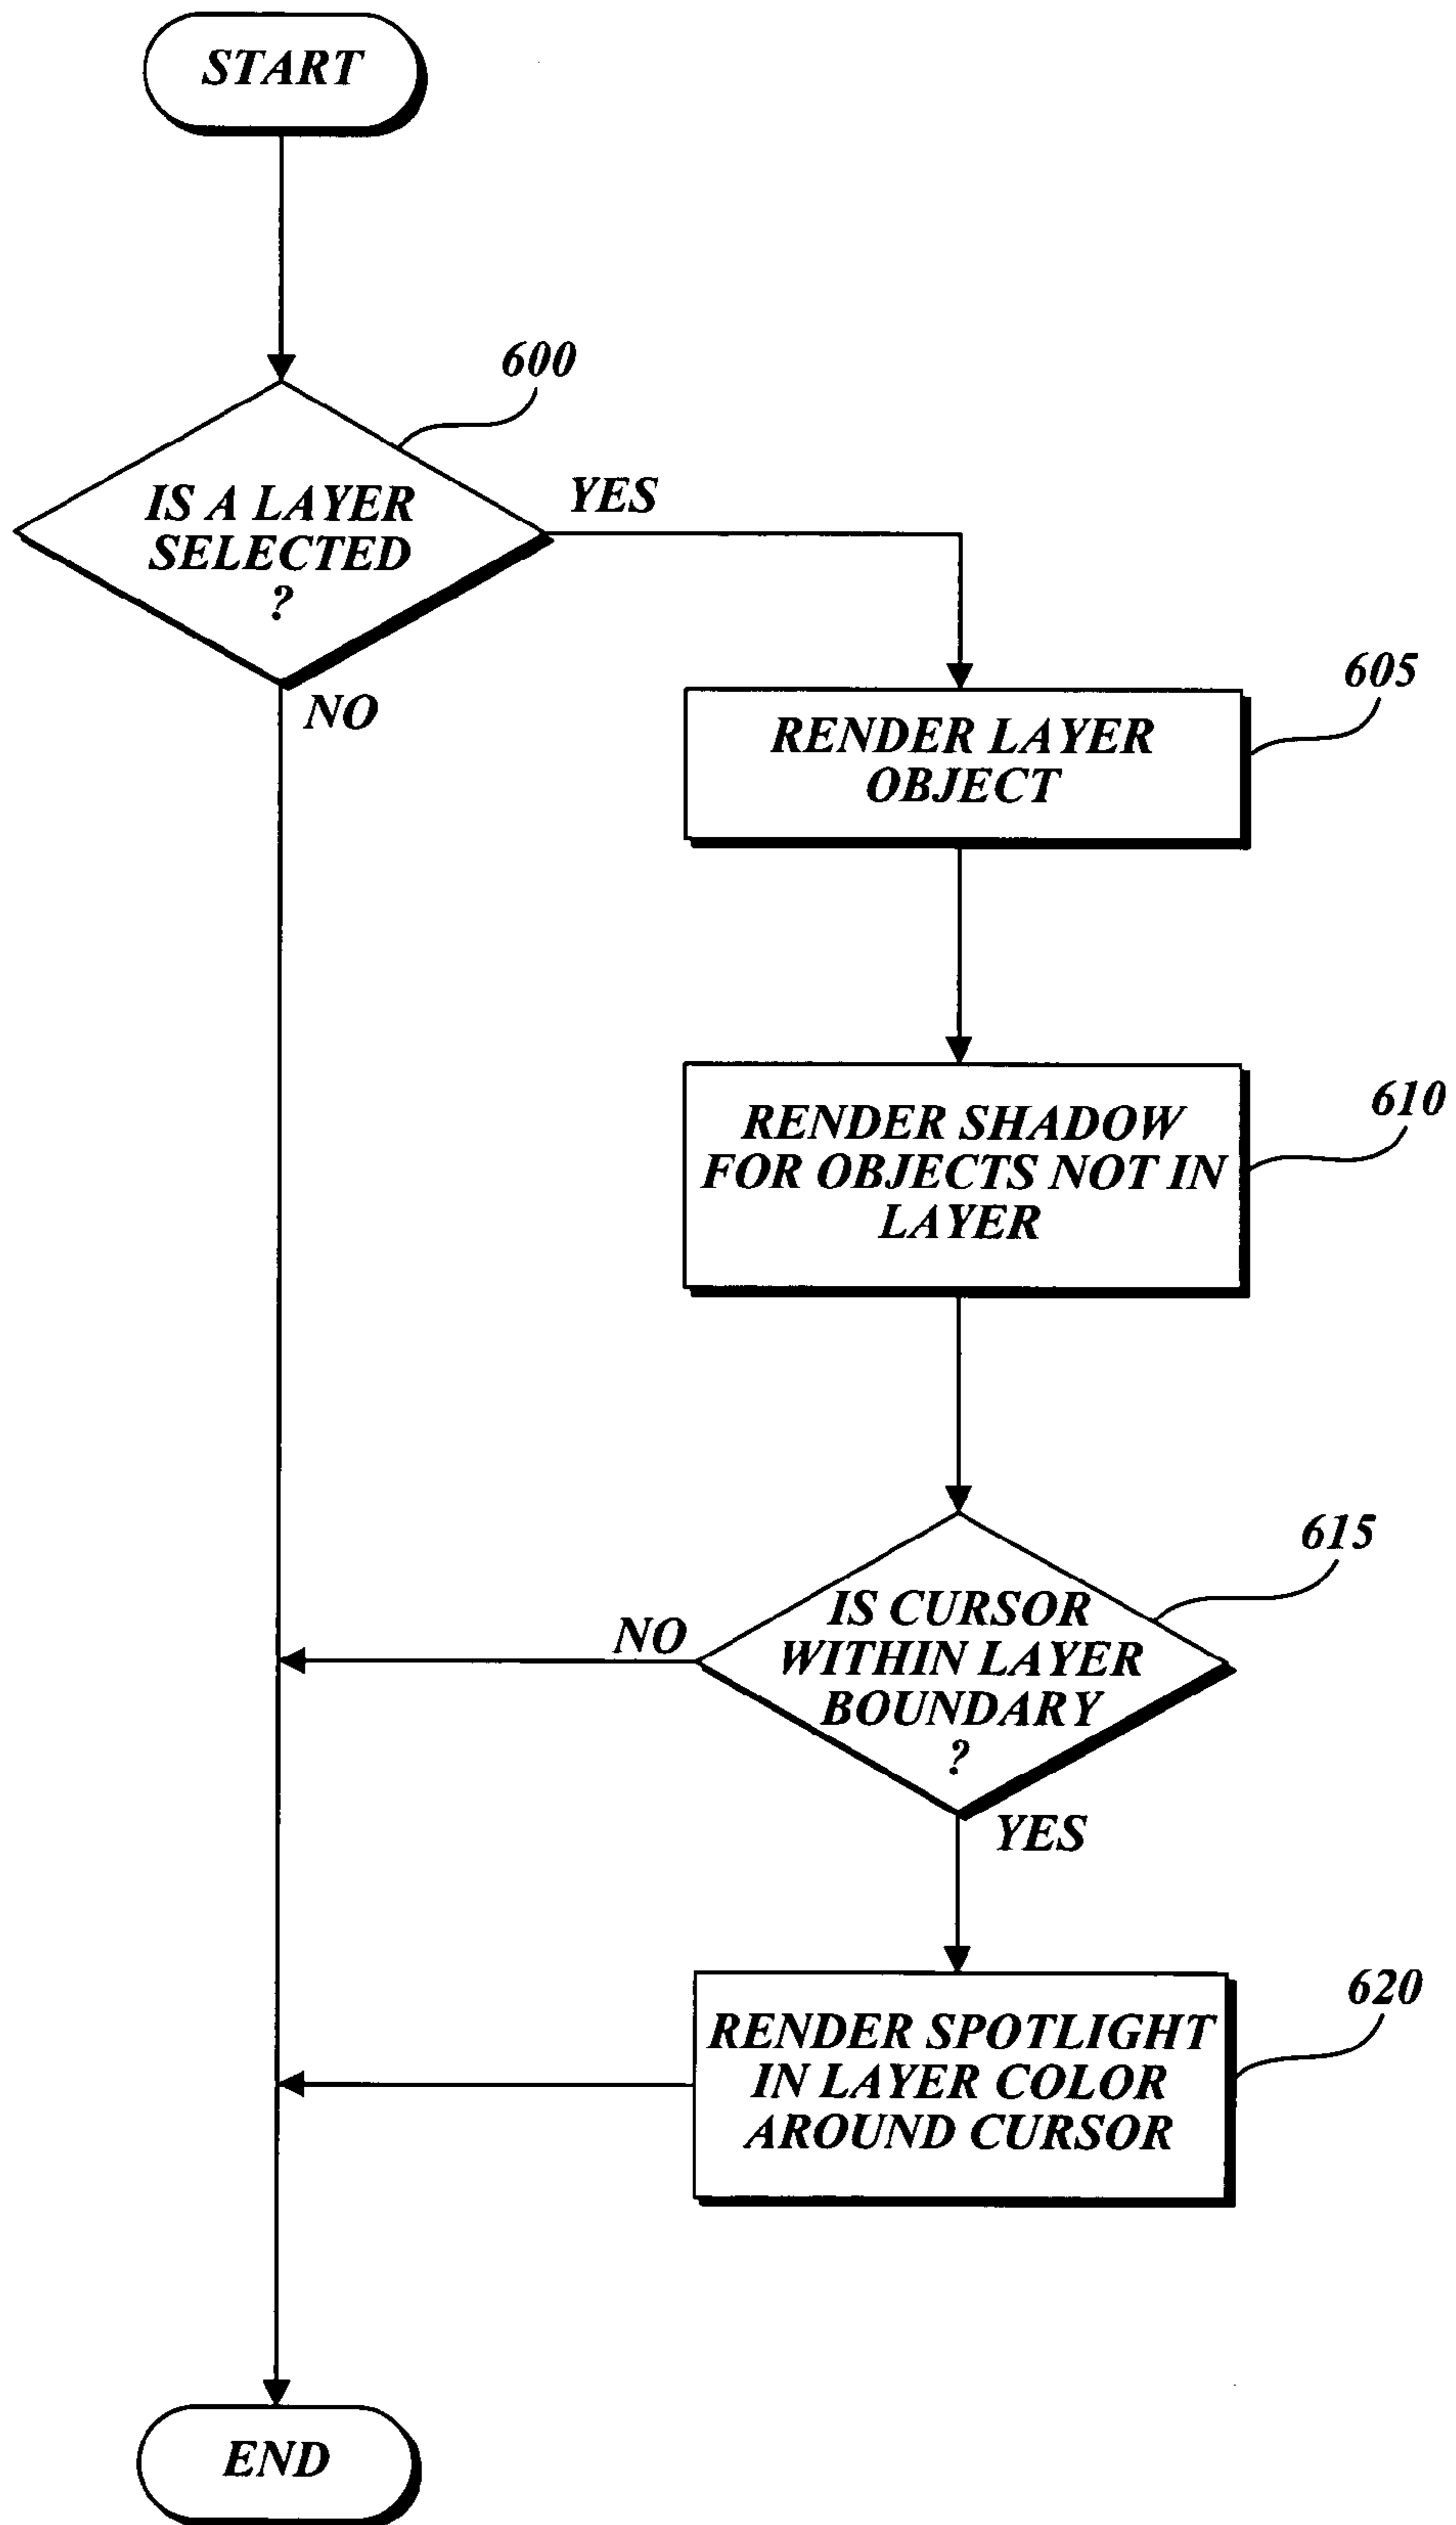 START
600
IS A LAYER
SELECTED
?
YES
NO
605
RENDER LAYER
OBJECT
610
RENDER SHADOW
FOR OBJECTS NOT IN
LAYER
615
IS CURSOR
WITHIN LAYER
BOUNDARY
?
NO
YES
620
RENDER SPOTLIGHT
IN LAYER COLOR
AROUND CURSOR
END